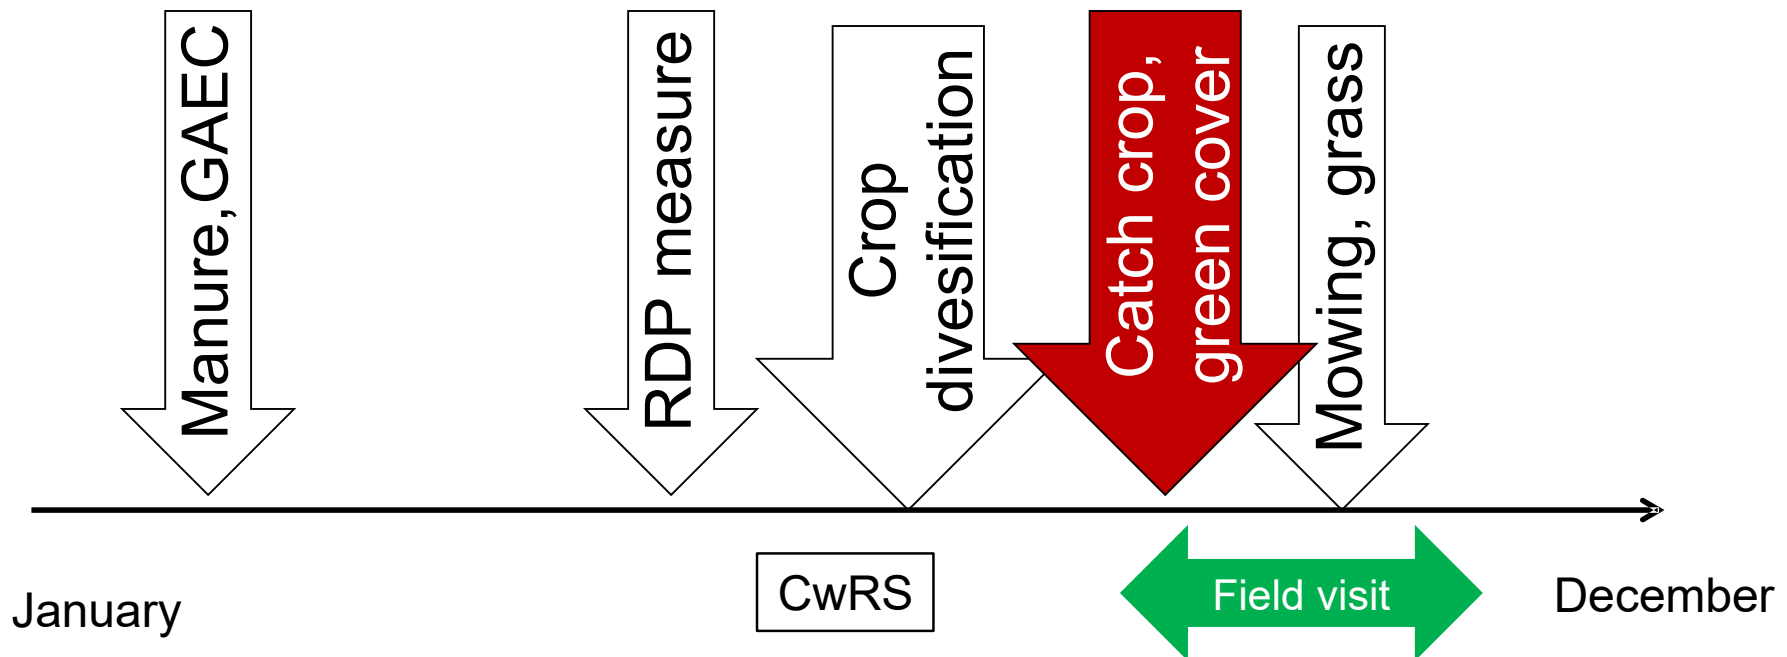 Manure,GAEC
RDP measure
Crop
divesification
Catch crop,
green cover
Mowing, grass
CwRS
Field visit
January
December